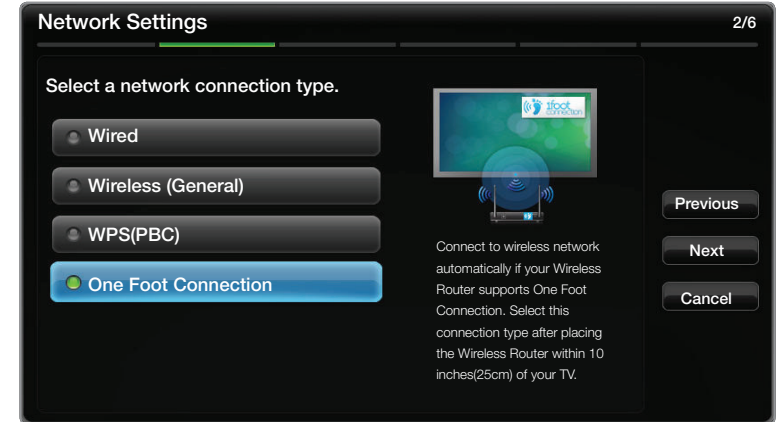 Network Settings
2/6
Select a network connection type.
Wired
Wireless (General)
WPS(PBC)
One Foot Connection
1foot
connection
Connect to wireless network
automatically if your Wireless
Router supports One Foot
Connection. Select this
connection type after placing
the Wireless Router within 10
inches(25cm) of your TV.
Previous
Next
Cancel